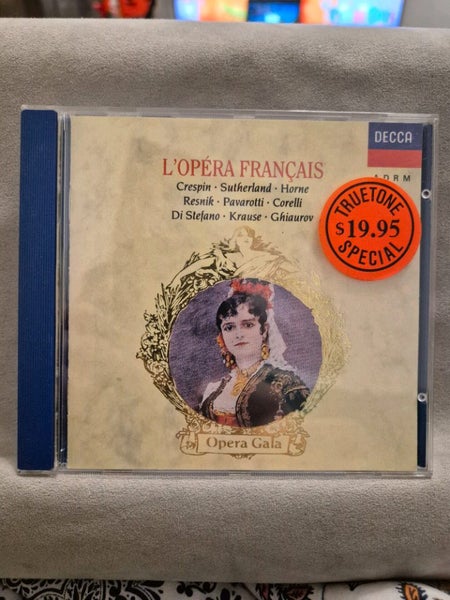 DECCA
ADRM
L'OPÉRA FRANÇAIS
Crespin · Sutherland · Horne
Resnik · Pavarotti · Corelli
Di Stefano · Krause · Ghiaurov
TRUETONE
$19.95
SPECIAL
Opera Gala